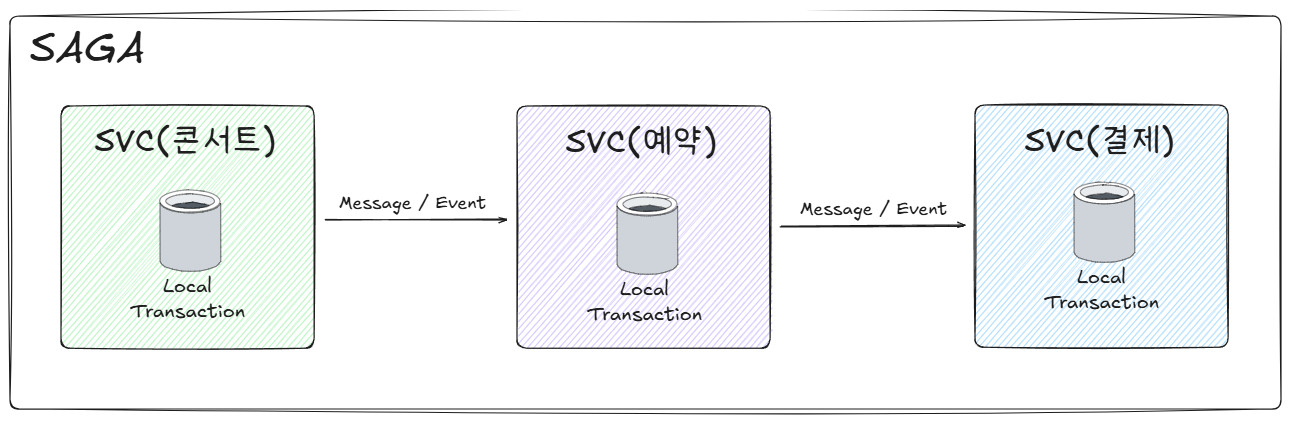 SAGA
SVC(콘서트)
Local
Transaction
Message / Event
SVC(예약)
Local
Transaction
Message / Event
SVC(결제)
Local
Transaction